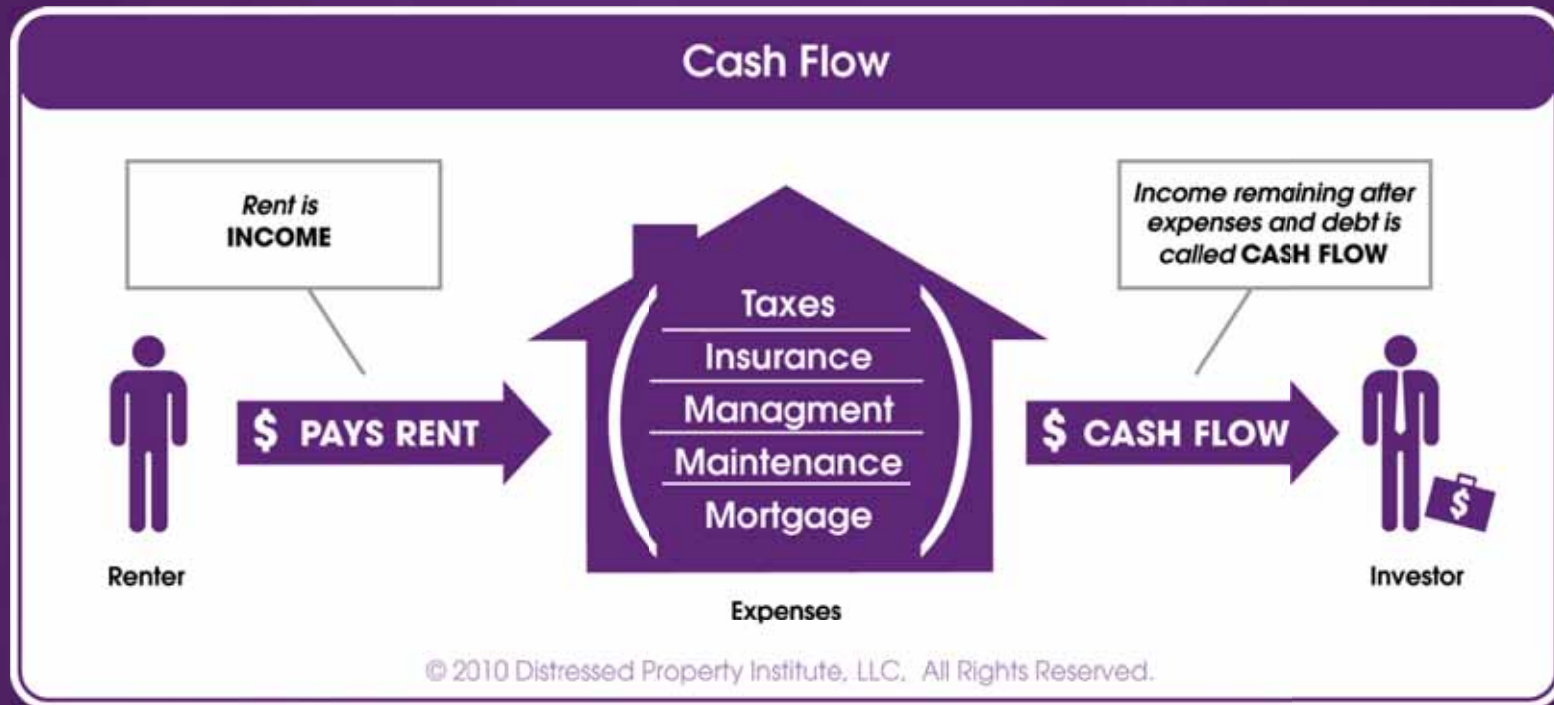 Cash Flow
Rent is
INCOME
Income remaining after
expenses and debt is
called CASH FLOW
$ PAYS RENT
Taxes
Insurance
Managment
Maintenance
Mortgage
$ CASH FLOW
$
Renter
Expenses
Investor
© 2010 Distressed Property Institute, LLC. All Rights Reserved.